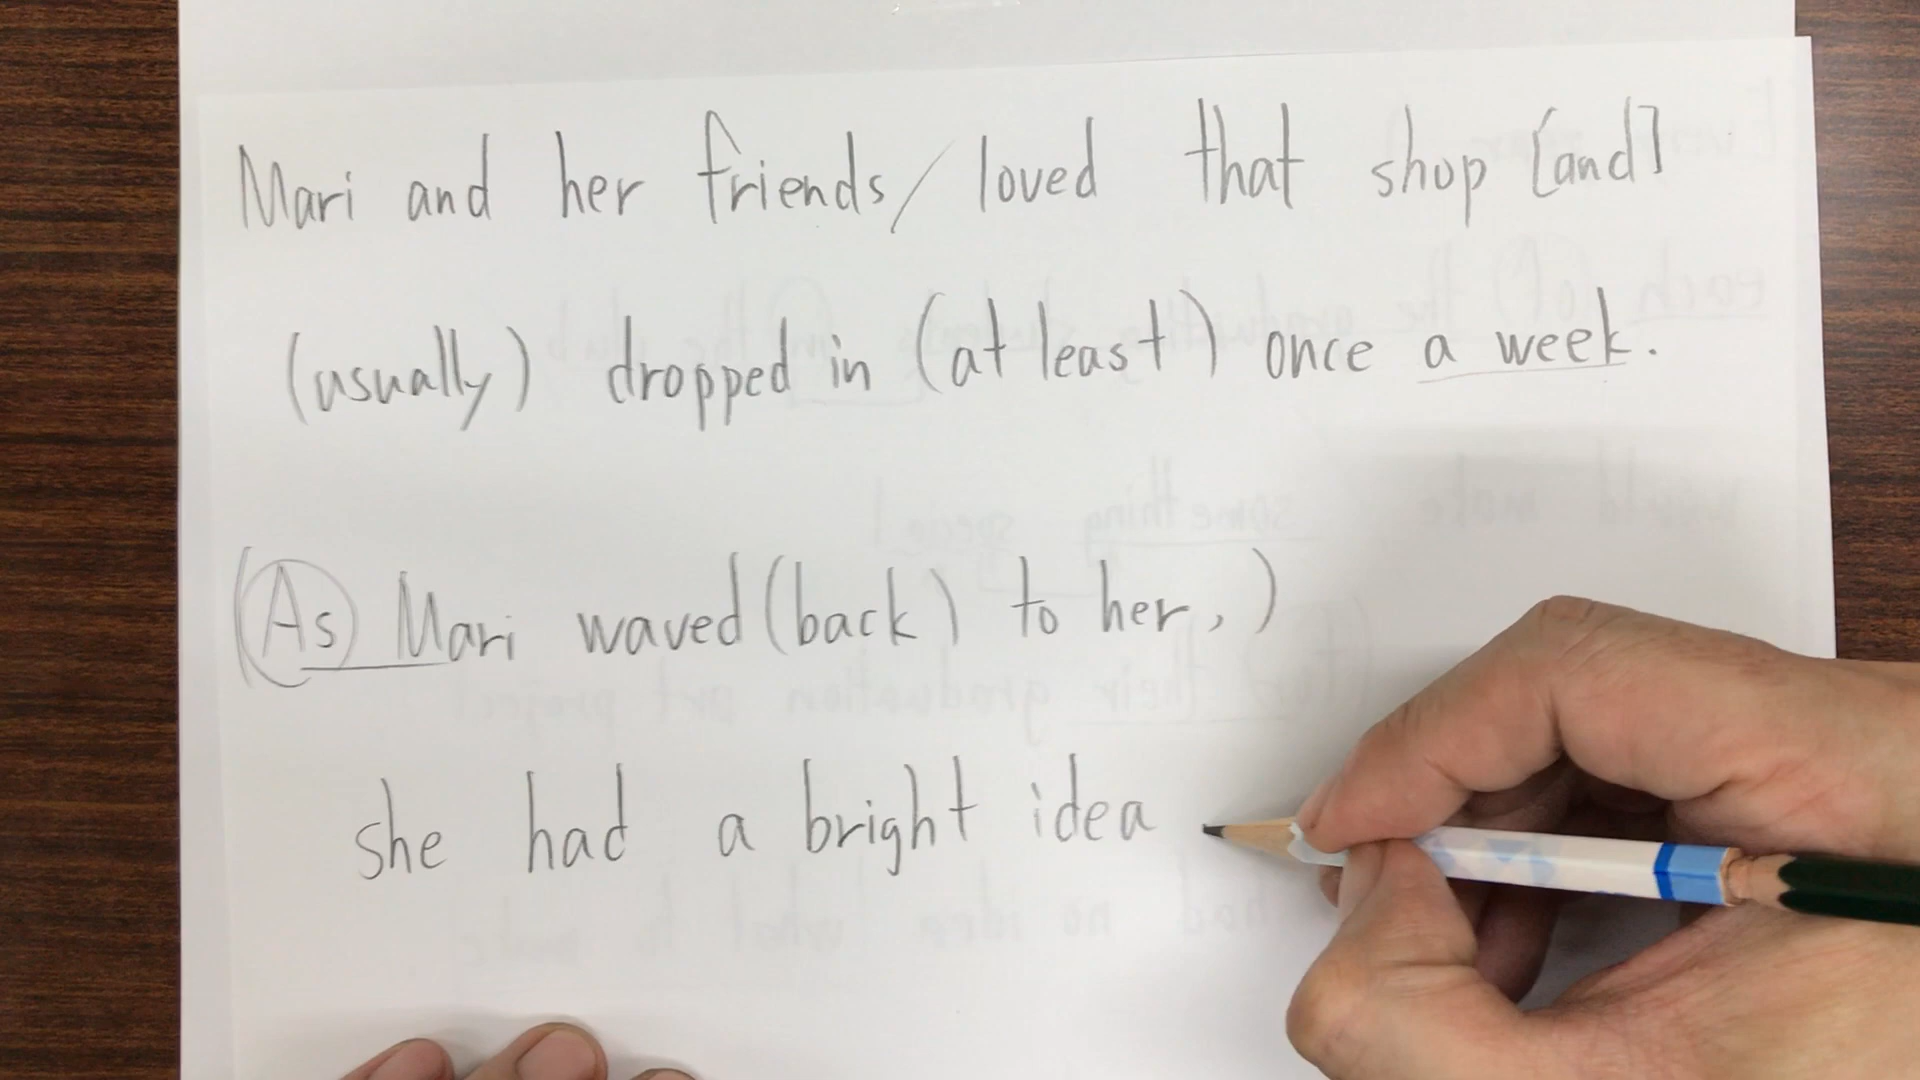 Mari and her friends/ loved that shop [and]
(usually) dropped in (at least) once a week.
(As Mari waved (back) to her,)
she had a bright idea